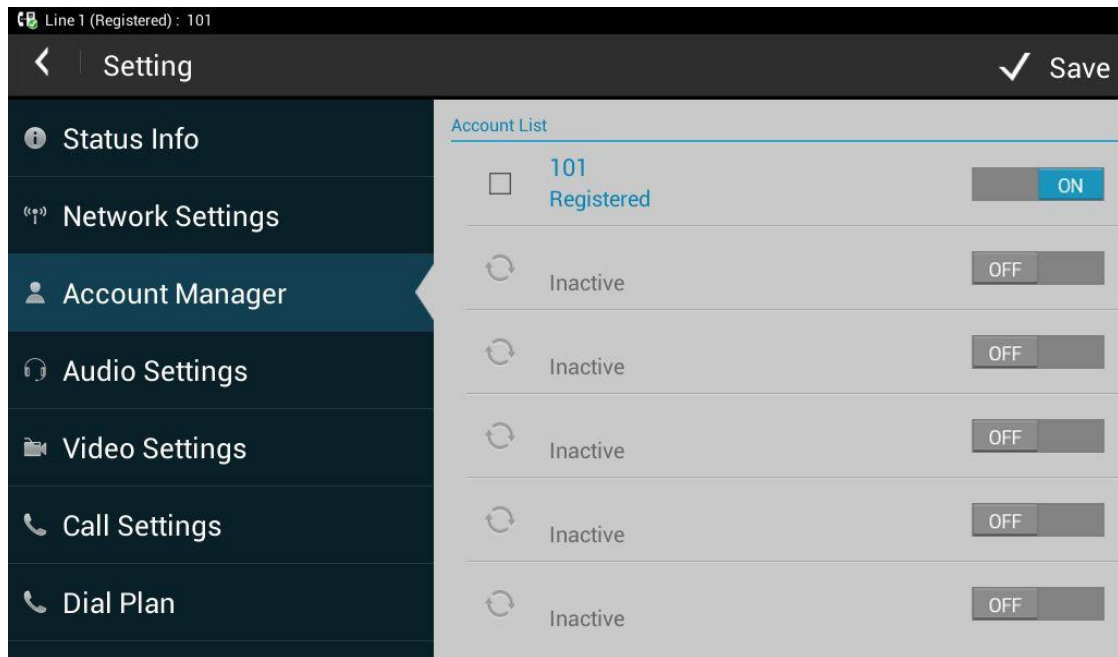 Line 1 (Registered) : 101
Setting
Save
Status Info
Network Settings
Account Manager
Audio Settings
Video Settings
Call Settings
Dial Plan
Account List
101
Registered
ON
Inactive
OFF
Inactive
OFF
Inactive
OFF
Inactive
OFF
Inactive
OFF